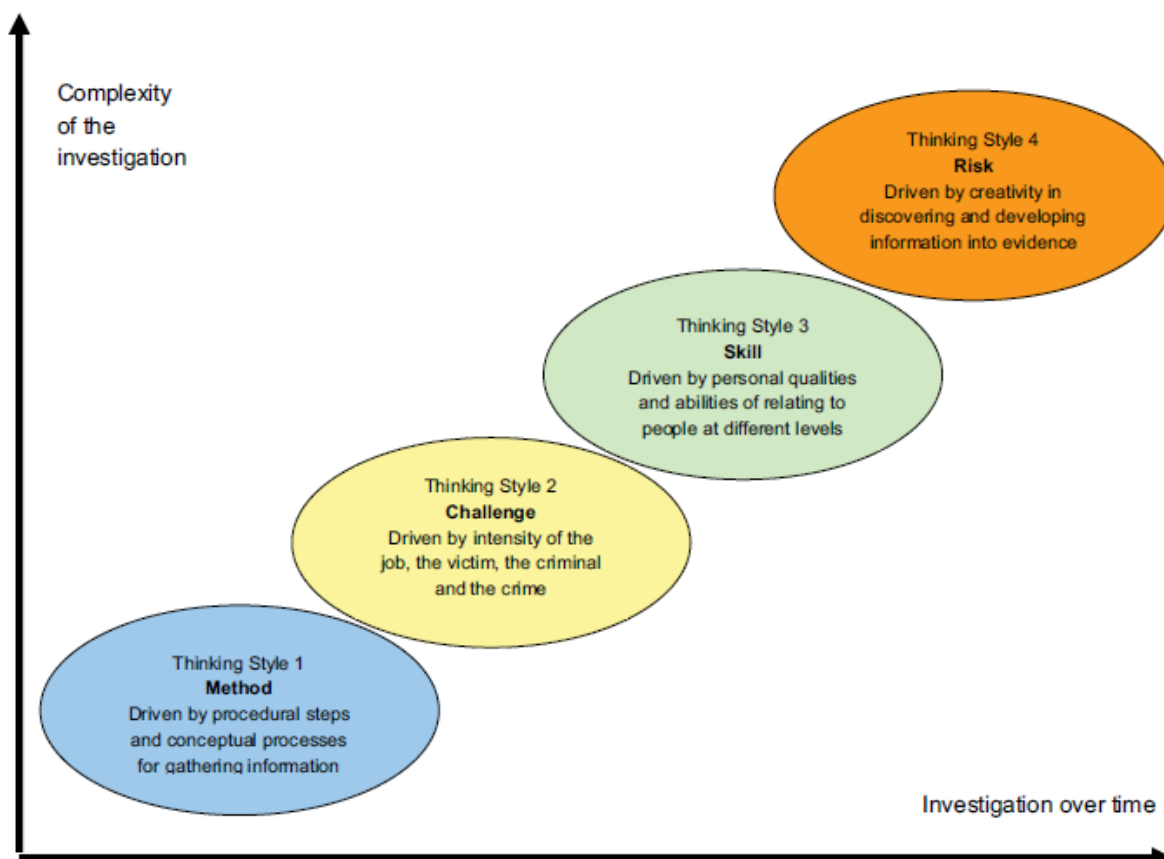 Complexity
of the
investigation
Thinking Style 4
Risk
Driven by creativity in
discovering and developing
information into evidence
Thinking Style 3
Skill
Driven by personal qualities
and abilities of relating to
people at different levels
Thinking Style 2
Challenge
Driven by intensity of the
job, the victim, the criminal
and the crime
Thinking Style 1
Method
Driven by procedural steps
and conceptual processes
for gathering information
Investigation over time